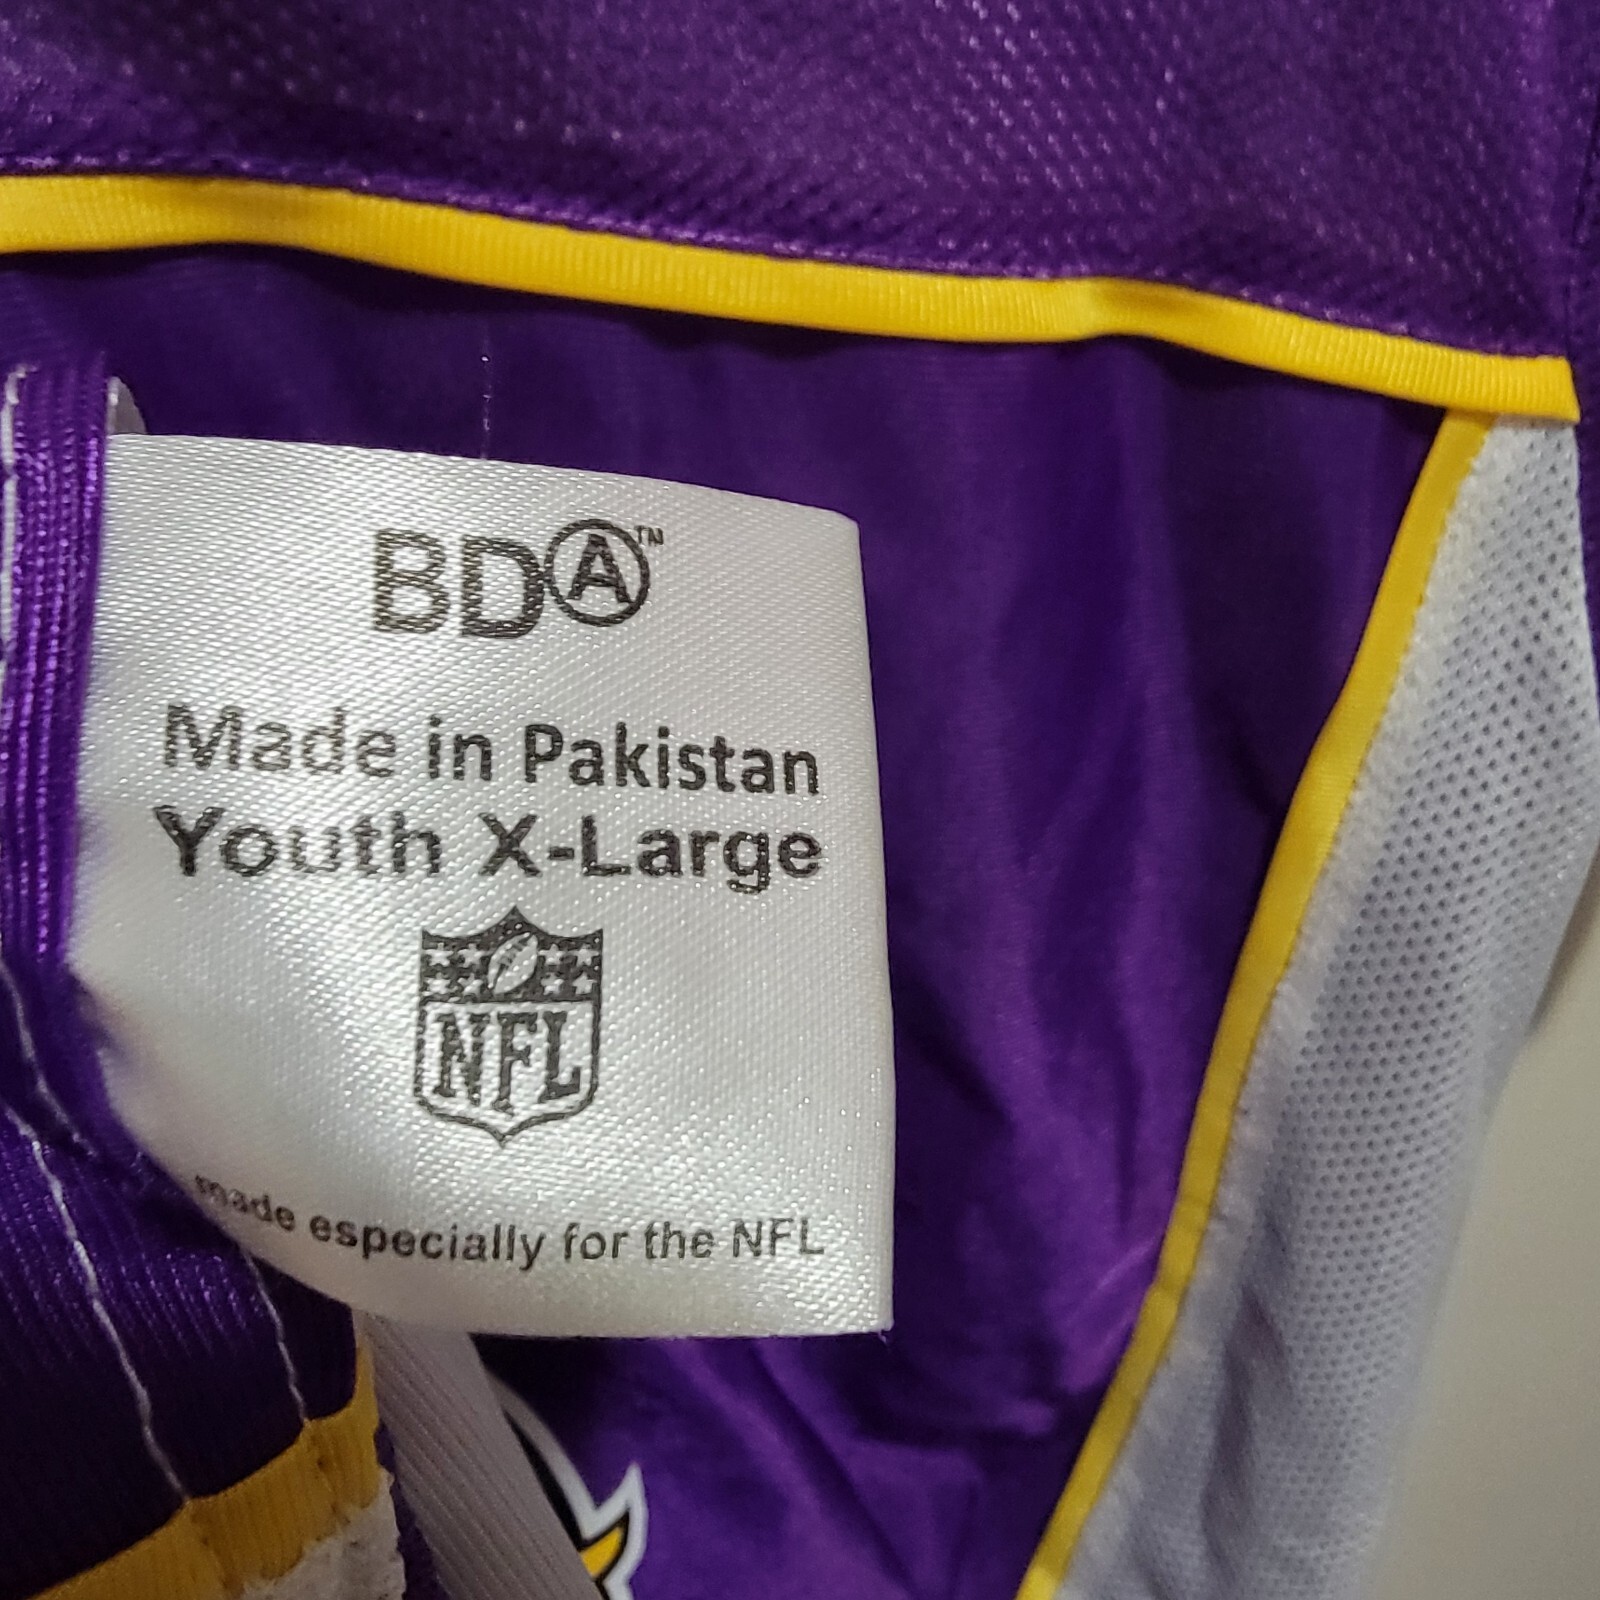 BDA™
Made in Pakistan
Youth X-Large
NFL
made especially for the NFL